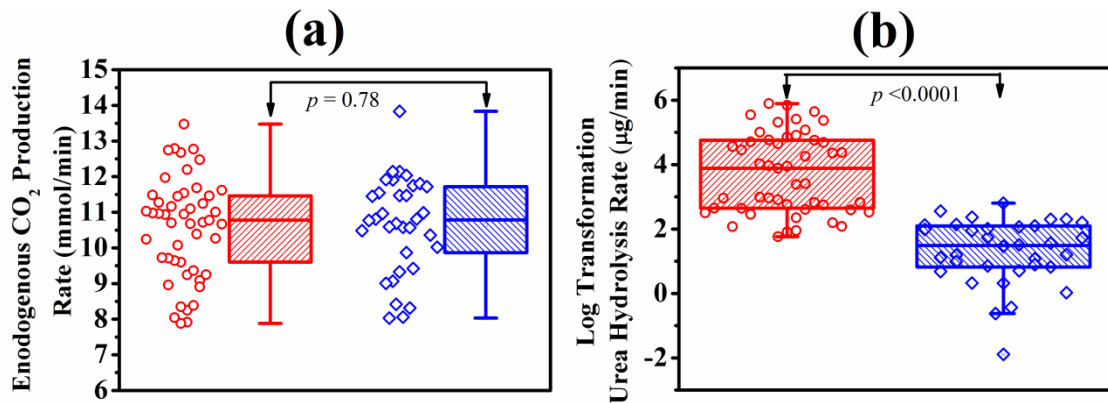 (a)
Enodogenous CO₂ Production
Rate (mmol/min)
15
14
13
12
11
10
9
8
7
6
p = 0.78
(b)
Log Transformation
Urea Hydrolysis Rate (μg/min)
6
4
2
0
-2
p <0.0001